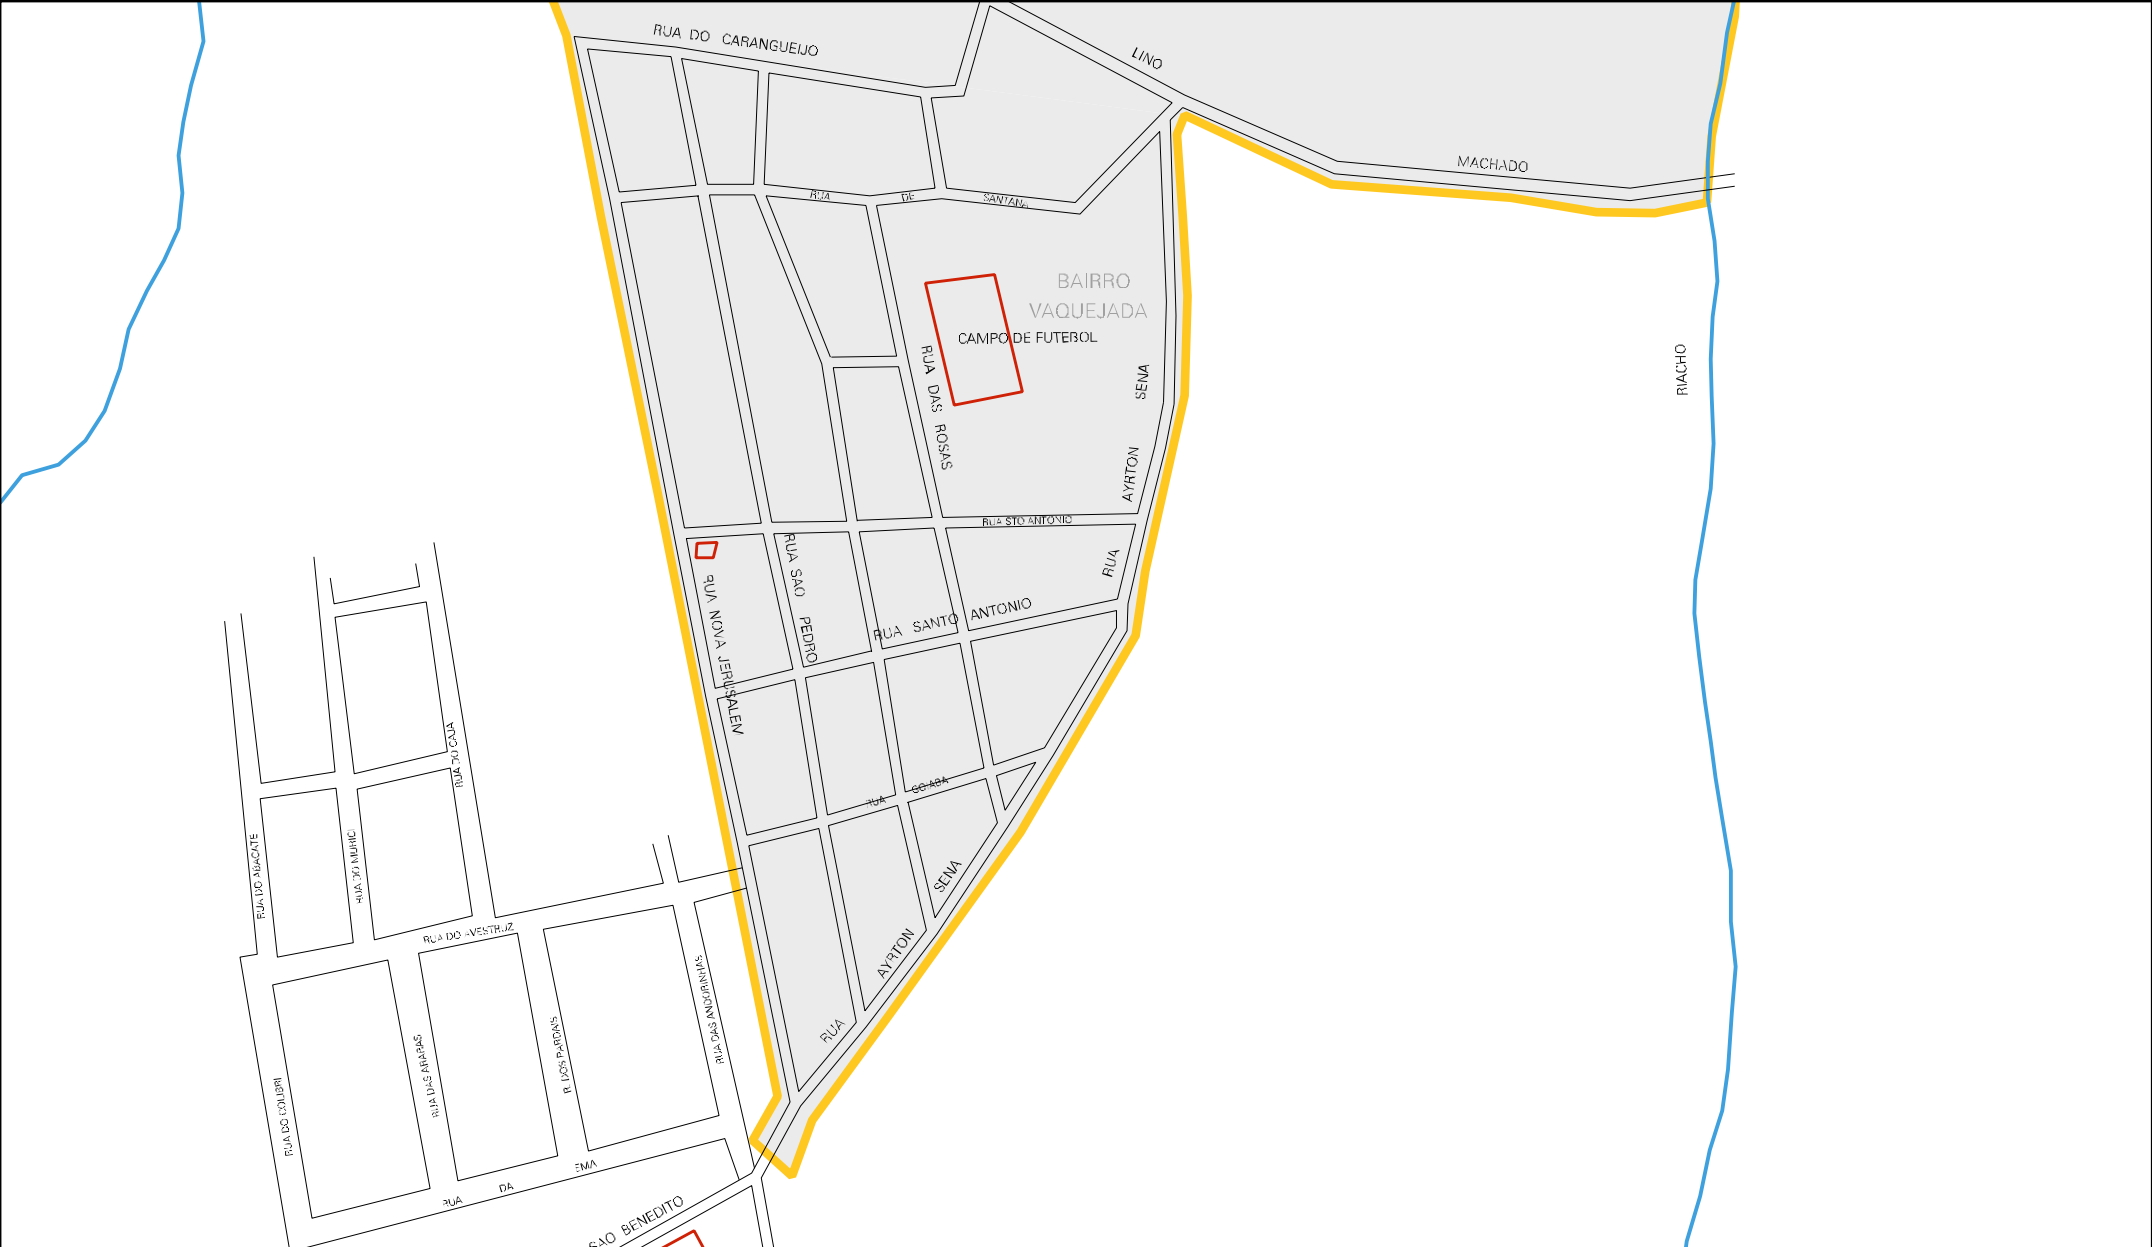 RUA DO CARANGUEIJO
LINO
MACHADO
RUA DE SANTANA
BAIRRO
VAQUEJADA
CAMPO DE FUTEBOL
RUA DAS ROSAS
SENA
AYRTON
RUA
RIACHO
RUA STO ANTONIO
RUA SAO PEDRO
RUA SANTO ANTONIO
RUA NOVA JERUSALEM
RUA DO CAJA
RUA GOIABA
RUA DO ABACATE
RUA DO MURICI
SENA
AYRTON
RUA
RUA DO AVESTRUZ
RUA DAS ANDORINHAS
R. DOS PARDAIS
RUA DAS ARARAS
RUA DO COLIBRI
RUA DA EMA
SAO BENEDITO